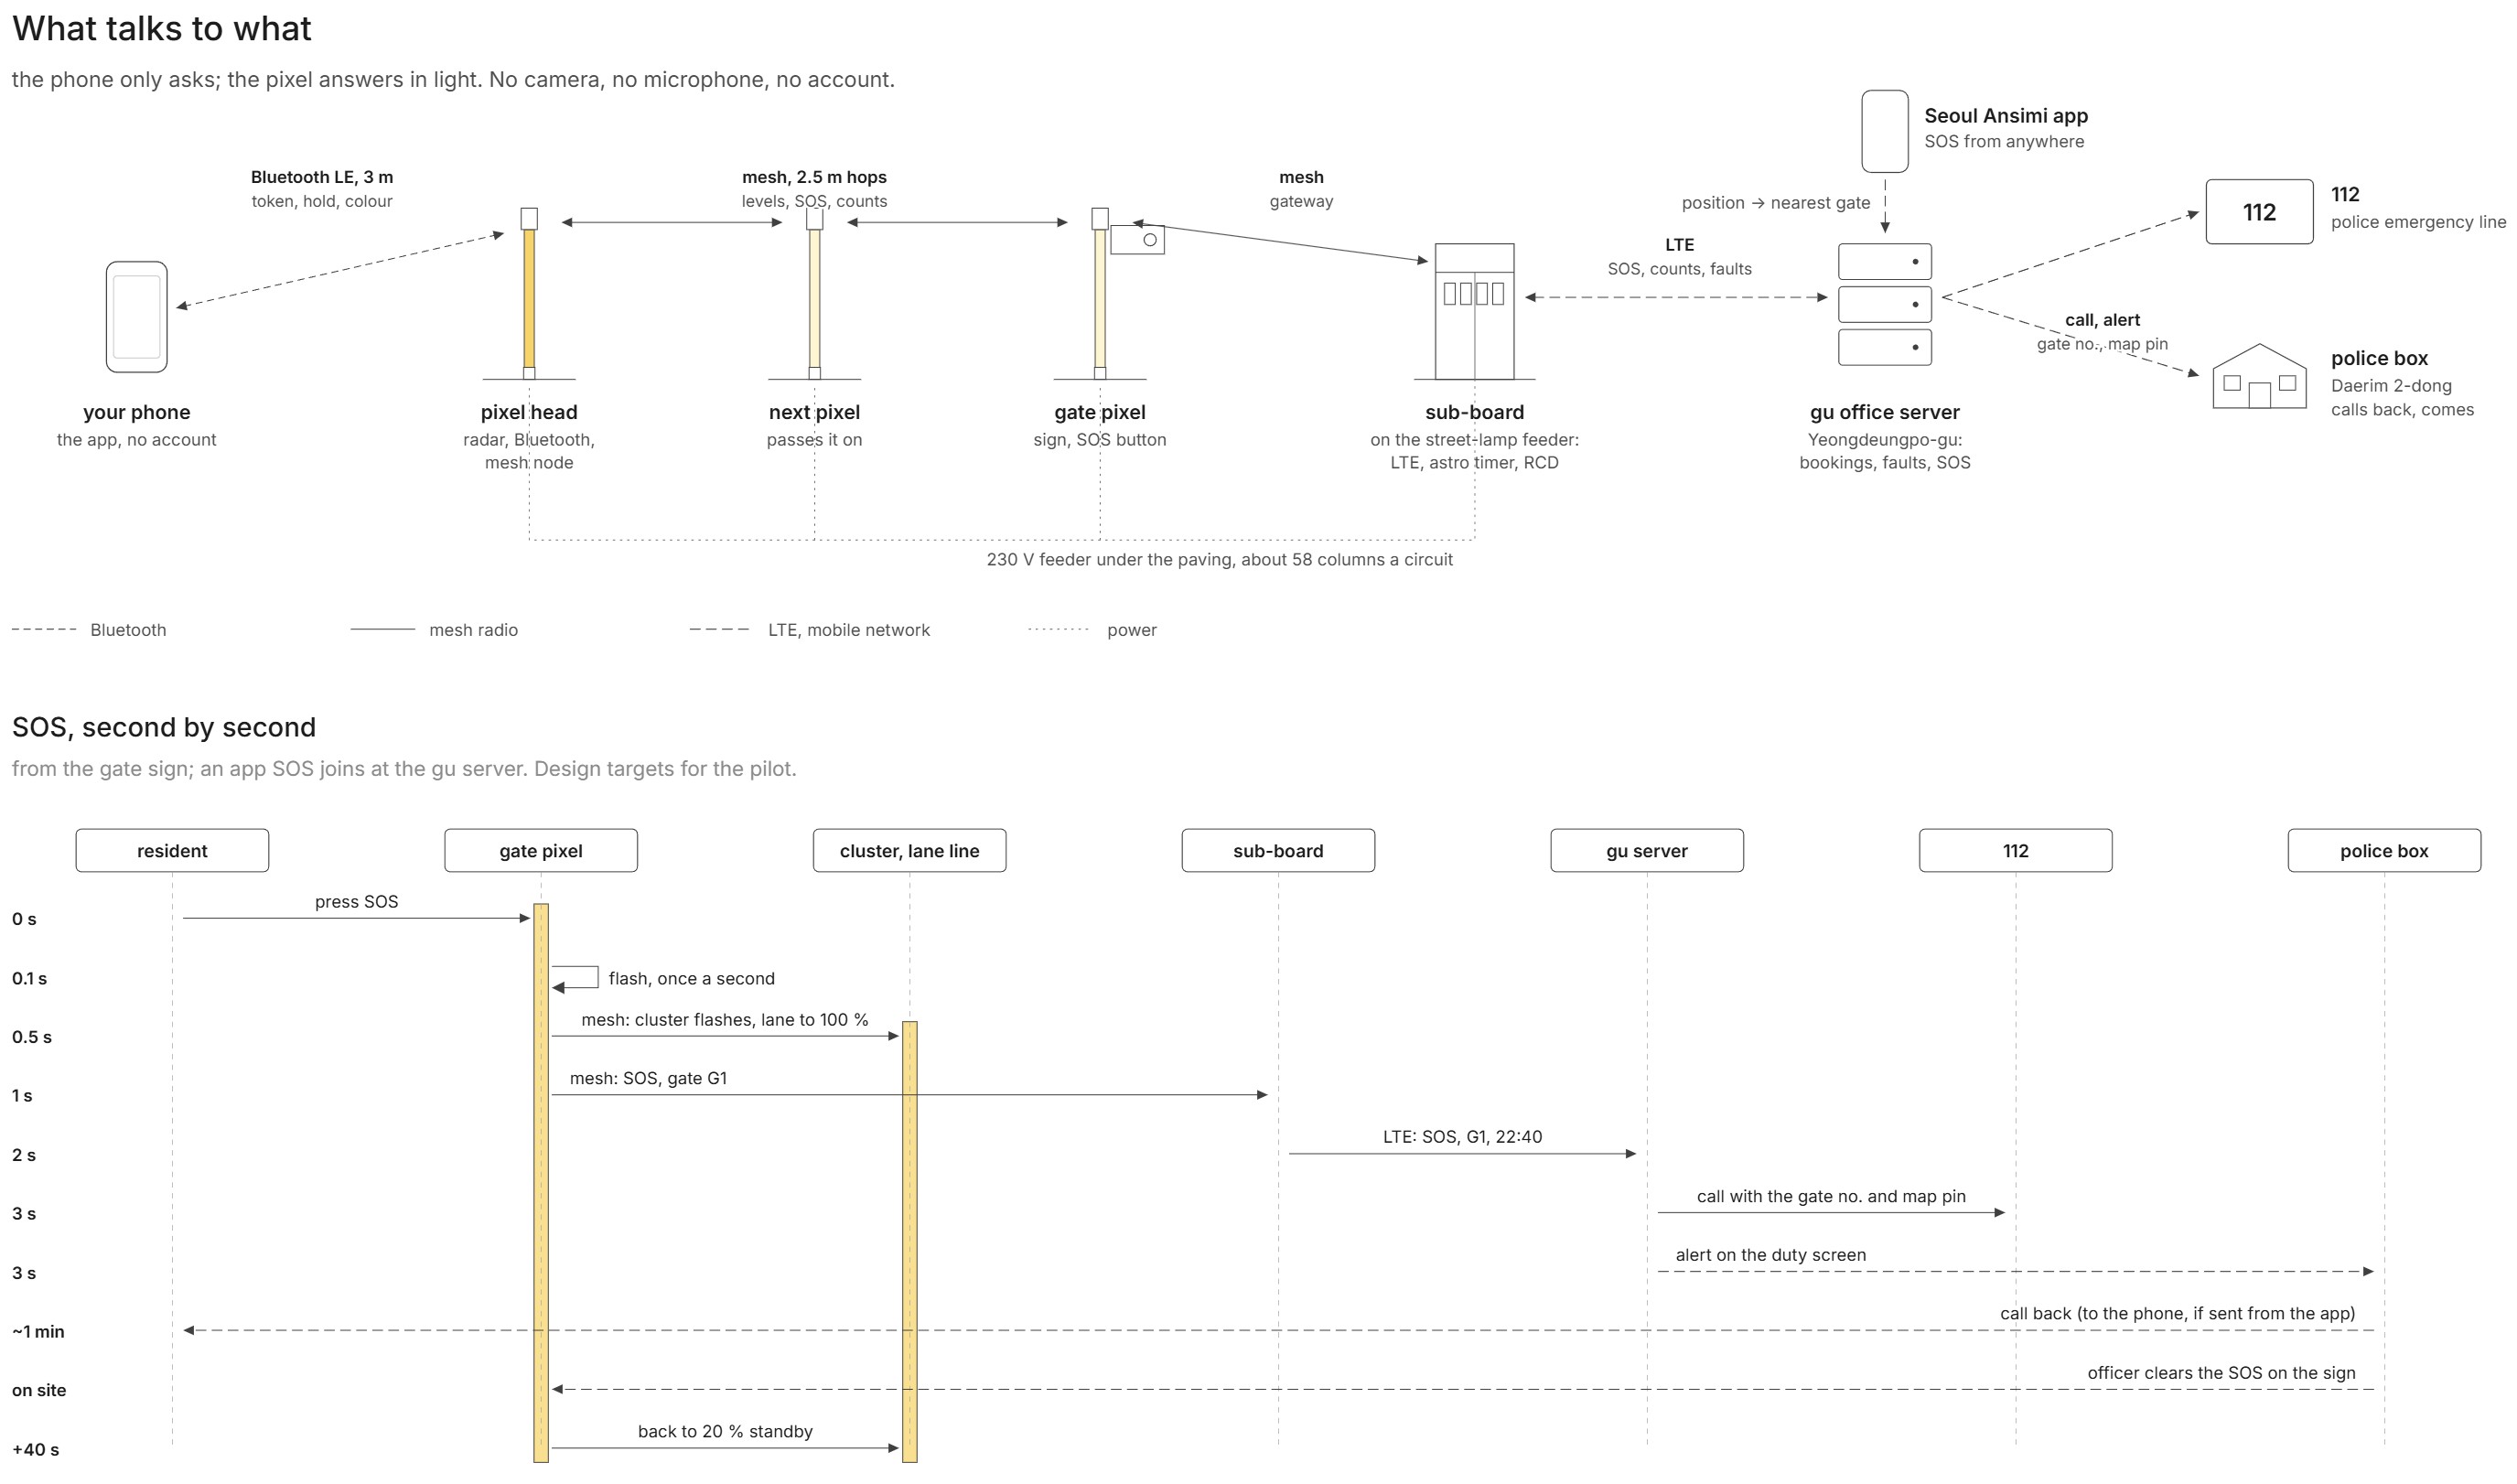 What talks to what
the phone only asks; the pixel answers in light. No camera, no microphone, no account.
Seoul Ansimi app
SOS from anywhere
Bluetooth LE, 3 m
token, hold, colour
mesh, 2.5 m hops
levels, SOS, counts
mesh
gateway
position → nearest gate
LTE
SOS, counts, faults
112
112
police emergency line
call, alert
gate no., map pin
police box
Daerim 2-dong
calls back, comes
your phone
the app, no account
pixel head
radar, Bluetooth,
mesh node
next pixel
passes it on
gate pixel
sign, SOS button
sub-board
on the street-lamp feeder:
LTE, astro timer, RCD
gu office server
Yeongdeungpo-gu:
bookings, faults, SOS
230 V feeder under the paving, about 58 columns a circuit
Bluetooth
mesh radio
LTE, mobile network
power
SOS, second by second
from the gate sign; an app SOS joins at the gu server. Design targets for the pilot.
resident
gate pixel
cluster, lane line
sub-board
gu server
112
police box
0 s
press SOS
0.1 s
flash, once a second
0.5 s
mesh: cluster flashes, lane to 100 %
1 s
mesh: SOS, gate G1
2 s
LTE: SOS, G1, 22:40
3 s
call with the gate no. and map pin
3 s
alert on the duty screen
~1 min
call back (to the phone, if sent from the app)
on site
officer clears the SOS on the sign
+40 s
back to 20 % standby